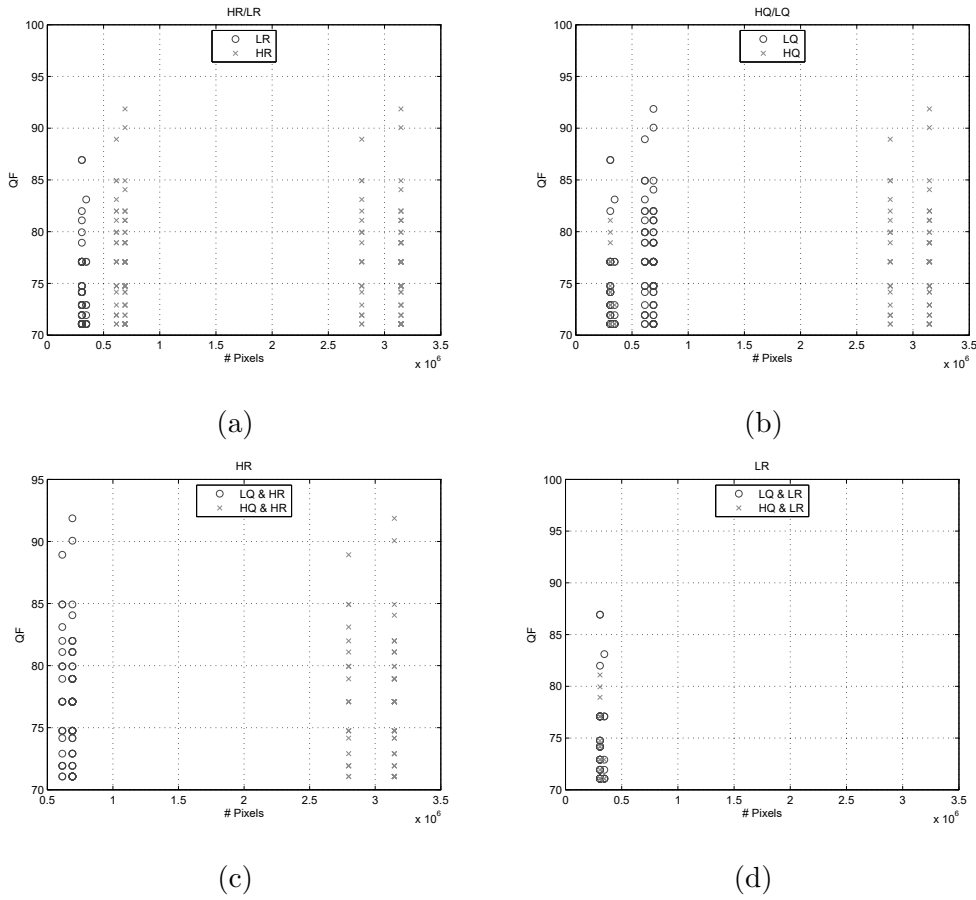 HR/LR
100
LR
HR
95
90
85
QF
80
75
70
0 0.5 1 1.5 2 2.5 3 3.5
# Pixels
x 10^6
(a)
HQ/LQ
100
LQ
HQ
95
90
85
QF
80
75
70
0 0.5 1 1.5 2 2.5 3 3.5
# Pixels
x 10^6
(b)
HR
95
LQ & HR
HQ & HR
90
85
QF
80
75
70
0.5 1 1.5 2 2.5 3 3.5
# Pixels
x 10^6
(c)
LR
100
LQ & LR
HQ & LR
95
90
85
QF
80
75
70
0 0.5 1 1.5 2 2.5 3 3.5
# Pixels
x 10^6
(d)